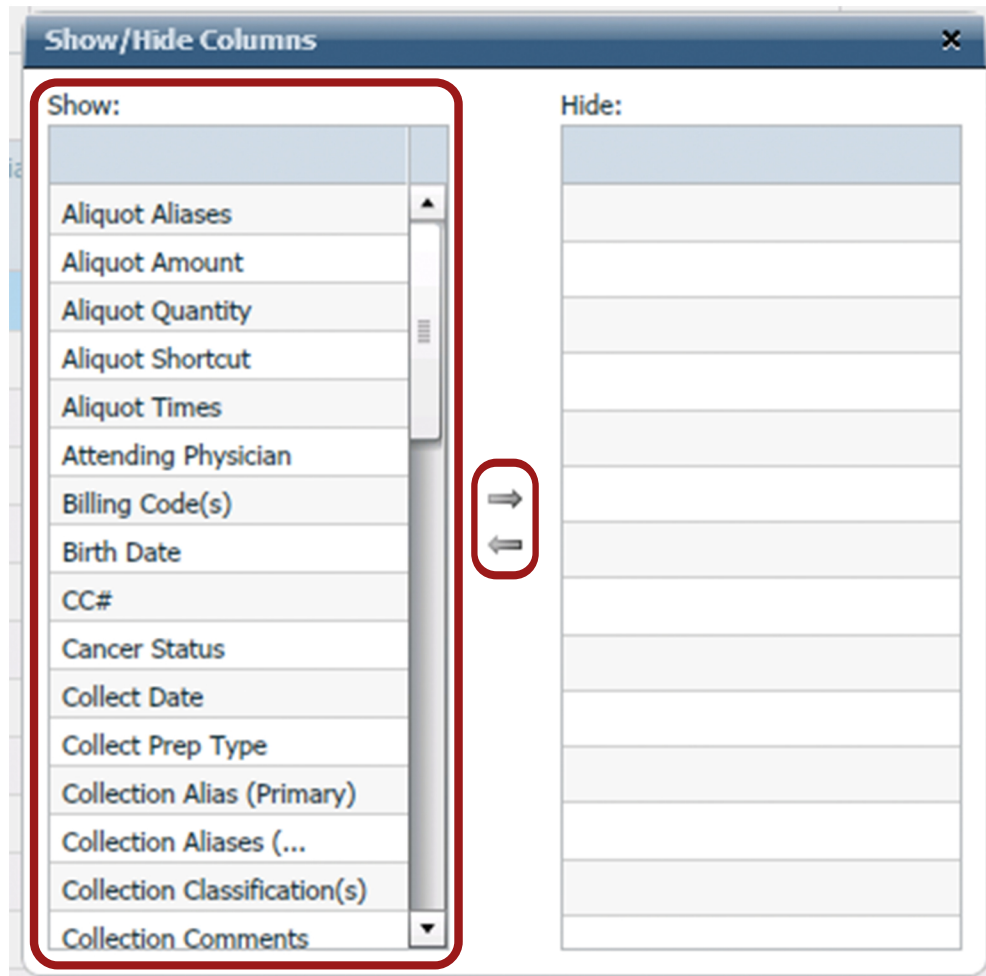 Show/Hide Columns
Show:
Hide:
Aliquot Aliases
Aliquot Amount
Aliquot Quantity
Aliquot Shortcut
Aliquot Times
Attending Physician
Billing Code(s)
Birth Date
CC#
Cancer Status
Collect Date
Collect Prep Type
Collection Alias (Primary)
Collection Aliases (...
Collection Classification(s)
Collection Comments